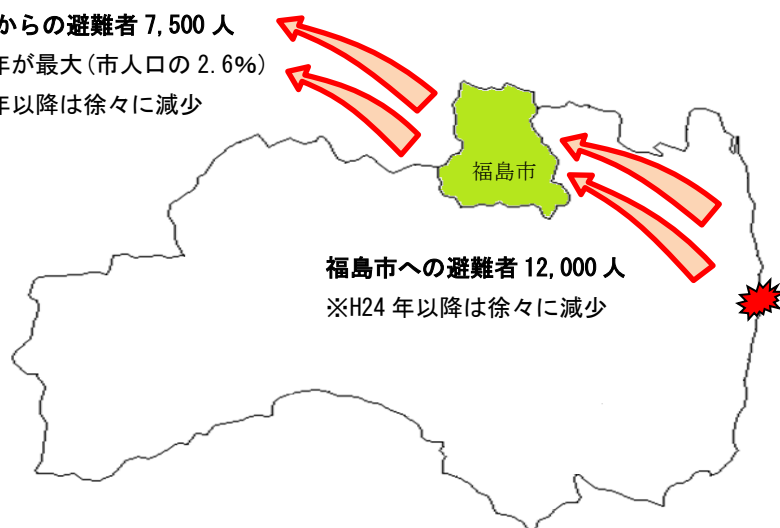 からの避難者 7,500 人
年が最大(市人口の 2.6%)
年以降は徐々に減少
福島市
福島市への避難者 12,000 人
※H24 年以降は徐々に減少